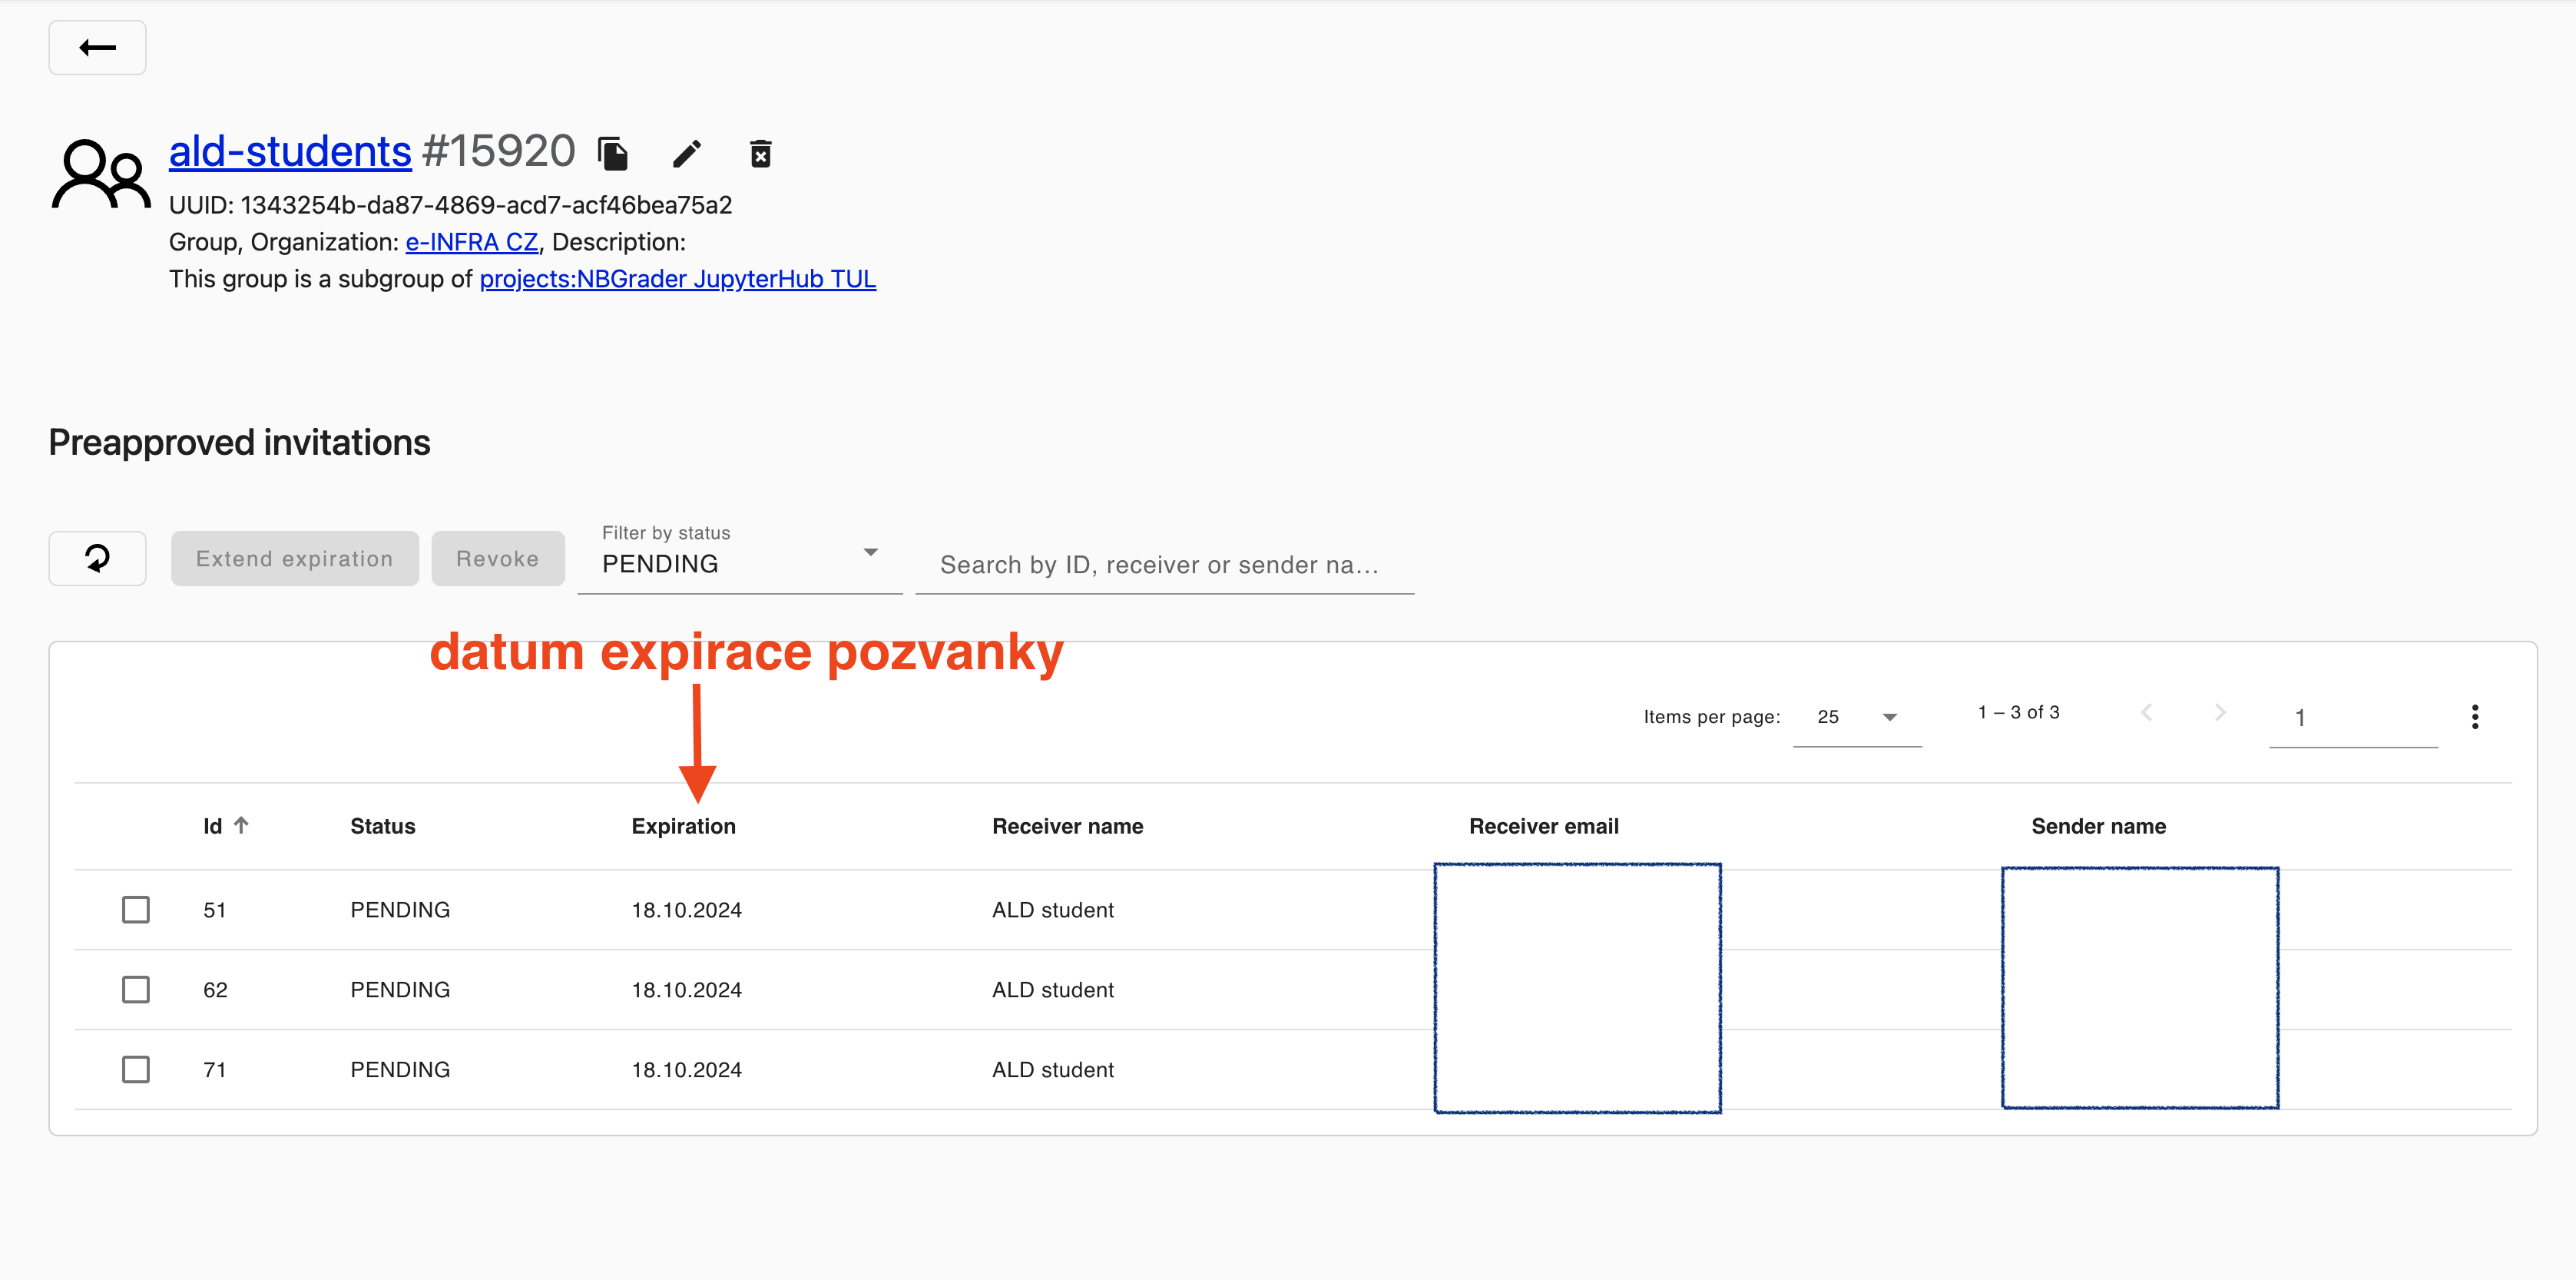 ald-students #15920
UUID: 1343254b-da87-4869-acd7-acf46bea75a2
Group, Organization: e-INFRA CZ, Description:
This group is a subgroup of projects:NBGrader JupyterHub TUL
Preapproved invitations
Extend expiration
Revoke
Filter by status
PENDING
Search by ID, receiver or sender na...
datum expirace pozvanky
Items per page: 25 1 – 3 of 3 1
Id Status Expiration Receiver name Receiver email Sender name
51 PENDING 18.10.2024 ALD student
62 PENDING 18.10.2024 ALD student
71 PENDING 18.10.2024 ALD student